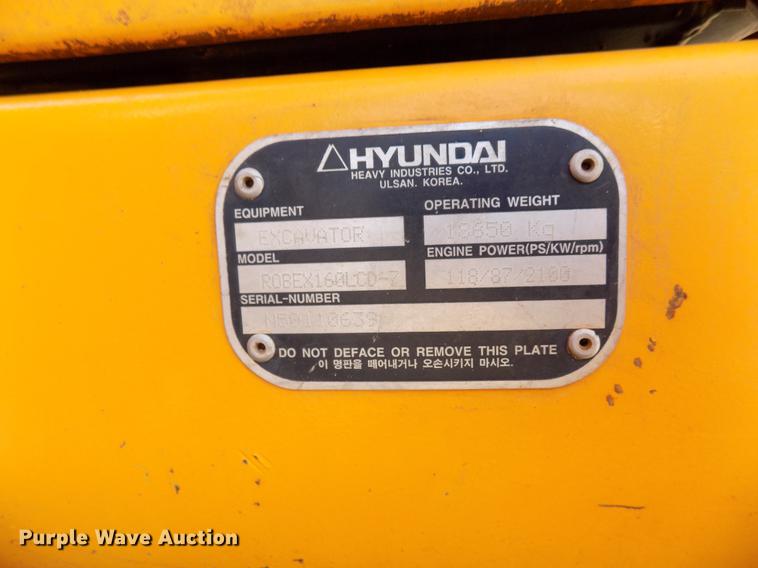 HYUNDAI
HEAVY INDUSTRIES CO., LTD.
ULSAN. KOREA.
EQUIPMENT
EXCAVATOR
OPERATING WEIGHT
Kg
MODEL
ROBEX160LCD-7
ENGINE POWER(PS/KW/rpm)
118/87/2100
SERIAL-NUMBER
DO NOT DEFACE OR REMOVE THIS PLATE
이 명판을 떼어내거나 오손시키지 마시오.
Purple Wave Auction